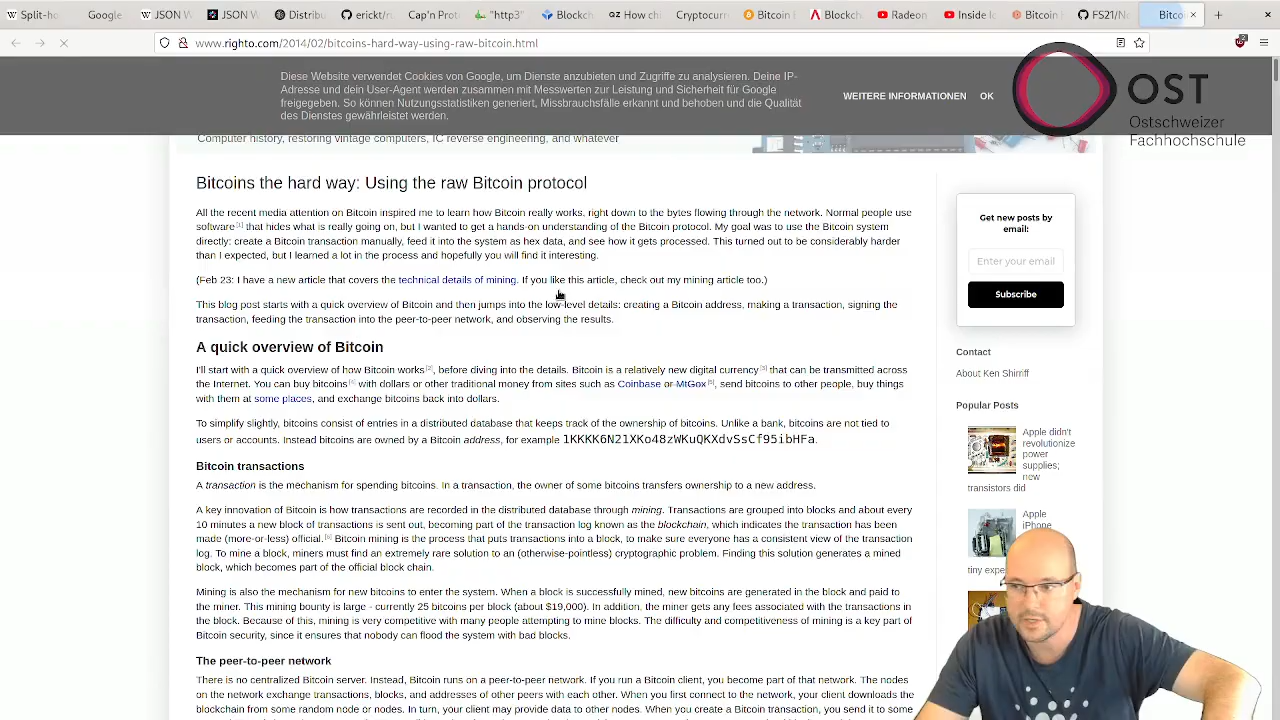 Split-ho
Google
JSON W
JSON W
Distribu
erickt/ru
Cap'n Proto
"http3"
Blockch
How chi
Cryptocurr
Bitcoin (
Blockch
Radeon
Inside lo
Bitcoin
FS21/No
Bitco
www.righto.com/2014/02/bitcoins-hard-way-using-raw-bitcoin.html
Diese Website verwendet Cookies von Google, um Dienste anzubieten und Zugriffe zu analysieren. Deine IP-
Adresse und dein User-Agent werden zusammen mit Messwerten zur Leistung und Sicherheit für Google
freigegeben. So können Nutzungsstatistiken generiert, Missbrauchsfälle erkannt und behoben und die Qualität
des Dienstes gewährleistet werden.
WEITERE INFORMATIONEN OK
OST
Ostschweizer
Fachhochschule
Computer history, restoring vintage computers, IC reverse engineering, and whatever
Bitcoins the hard way: Using the raw Bitcoin protocol
All the recent media attention on Bitcoin inspired me to learn how Bitcoin really works, right down to the bytes flowing through the network. Normal people use
software[1] that hides what is really going on, but I wanted to get a hands-on understanding of the Bitcoin protocol. My goal was to use the Bitcoin system
directly: create a Bitcoin transaction manually, feed it into the system as hex data, and see how it gets processed. This turned out to be considerably harder
than I expected, but I learned a lot in the process and hopefully you will find it interesting.
(Feb 23: I have a new article that covers the technical details of mining. If you like this article, check out my mining article too.)
This blog post starts with a quick overview of Bitcoin and then jumps into the low-level details: creating a Bitcoin address, making a transaction, signing the
transaction, feeding the transaction into the peer-to-peer network, and observing the results.
A quick overview of Bitcoin
I'll start with a quick overview of how Bitcoin works[2], before diving into the details. Bitcoin is a relatively new digital currency[3] that can be transmitted across
the Internet. You can buy bitcoins[4] with dollars or other traditional money from sites such as Coinbase or MtGox[5], send bitcoins to other people, buy things
with them at some places, and exchange bitcoins back into dollars.
To simplify slightly, bitcoins consist of entries in a distributed database that keeps track of the ownership of bitcoins. Unlike a bank, bitcoins are not tied to
users or accounts. Instead bitcoins are owned by a Bitcoin address, for example 1KKKK6N21XKo48zWKuQKXdvSsCf95ibHFa.
Bitcoin transactions
A transaction is the mechanism for spending bitcoins. In a transaction, the owner of some bitcoins transfers ownership to a new address.
A key innovation of Bitcoin is how transactions are recorded in the distributed database through mining. Transactions are grouped into blocks and about every
10 minutes a new block of transactions is sent out, becoming part of the transaction log known as the blockchain, which indicates the transaction has been
made (more-or-less) official.[6] Bitcoin mining is the process that puts transactions into a block, to make sure everyone has a consistent view of the transaction
log. To mine a block, miners must find an extremely rare solution to an (otherwise-pointless) cryptographic problem. Finding this solution generates a mined
block, which becomes part of the official block chain.
Mining is also the mechanism for new bitcoins to enter the system. When a block is successfully mined, new bitcoins are generated in the block and paid to
the miner. This mining bounty is large - currently 25 bitcoins per block (about $19,000). In addition, the miner gets any fees associated with the transactions in
the block. Because of this, mining is very competitive with many people attempting to mine blocks. The difficulty and competitiveness of mining is a key part of
Bitcoin security, since it ensures that nobody can flood the system with bad blocks.
The peer-to-peer network
There is no centralized Bitcoin server. Instead, Bitcoin runs on a peer-to-peer network. If you run a Bitcoin client, you become part of that network. The nodes
on the network exchange transactions, blocks, and addresses of other peers with each other. When you first connect to the network, your client downloads the
blockchain from some random node or nodes. In turn, your client may provide data to other nodes. When you create a Bitcoin transaction, you send it to some
Get new posts by
email:
Enter your email
Subscribe
Contact
About Ken Shirriff
Popular Posts
Apple didn't
revolutionize
power
supplies;
new
transistors did
Apple
iPhone
tiny expe